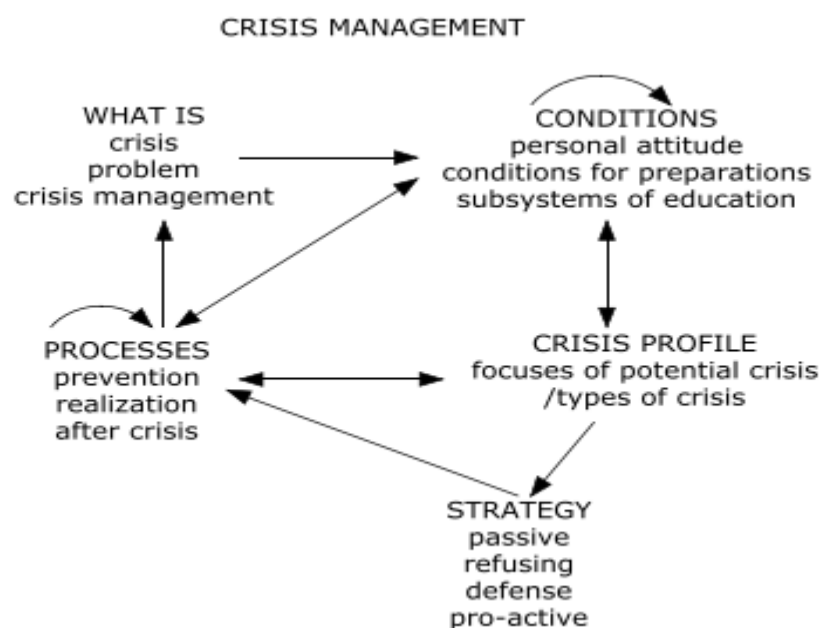 CRISIS MANAGEMENT
WHAT IS
crisis
problem
crisis management
CONDITIONS
personal attitude
conditions for preparations
subsystems of education
PROCESSES
prevention
realization
after crisis
CRISIS PROFILE
focuses of potential crisis
/types of crisis
STRATEGY
passive
refusing
defense
pro-active